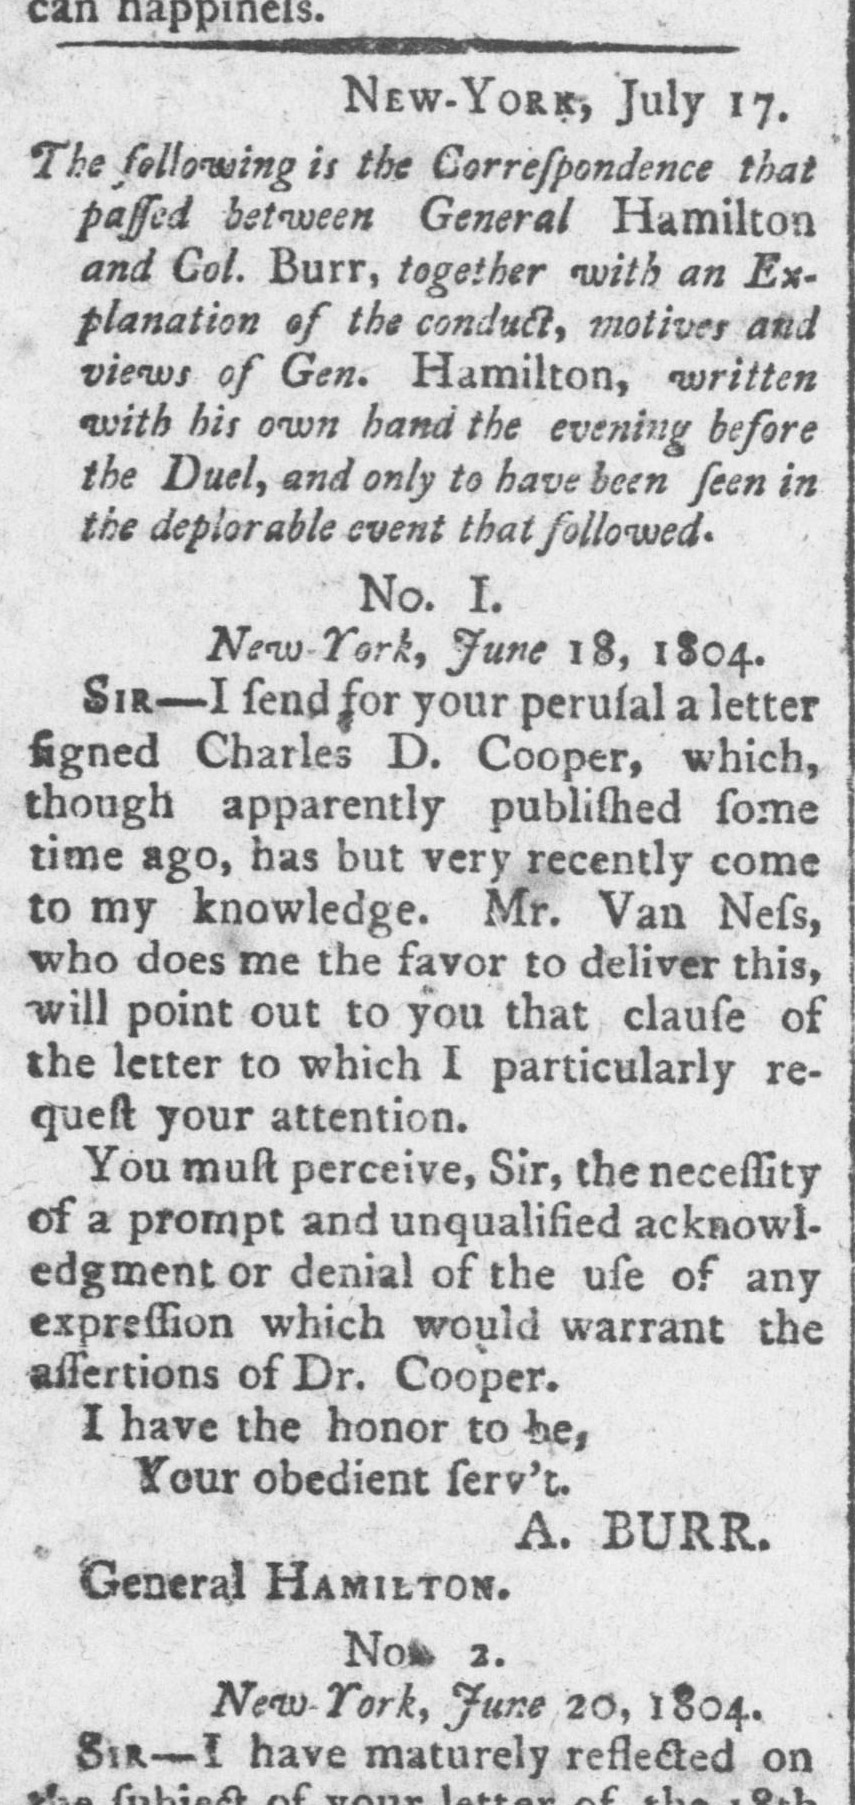 can happineſs.
NEW-YORK, July 17.
The following is the Correſpondence that
paſſed between General Hamilton
and Col. Burr, together with an Ex-
planation of the conduct, motives and
views of Gen. Hamilton, written
with his own hand the evening before
the Duel, and only to have been ſeen in
the deplorable event that followed.
No. I.
New-York, June 18, 1804.
SIR—I ſend for your peruſal a letter
ſigned Charles D. Cooper, which,
though apparently publiſhed ſome
time ago, has but very recently come
to my knowledge. Mr. Van Neſs,
who does me the favor to deliver this,
will point out to you that clauſe of
the letter to which I particularly re-
queſt your attention.
You muſt perceive, Sir, the neceſſity
of a prompt and unqualified acknowl-
edgment or denial of the uſe of any
expreſſion which would warrant the
aſſertions of Dr. Cooper.
I have the honor to be,
Your obedient ſerv't.
A. BURR.
General HAMILTON.
No. 2.
New-York, June 20, 1804.
SIR—I have maturely reflected on
the ſubject of your letter of the 18th